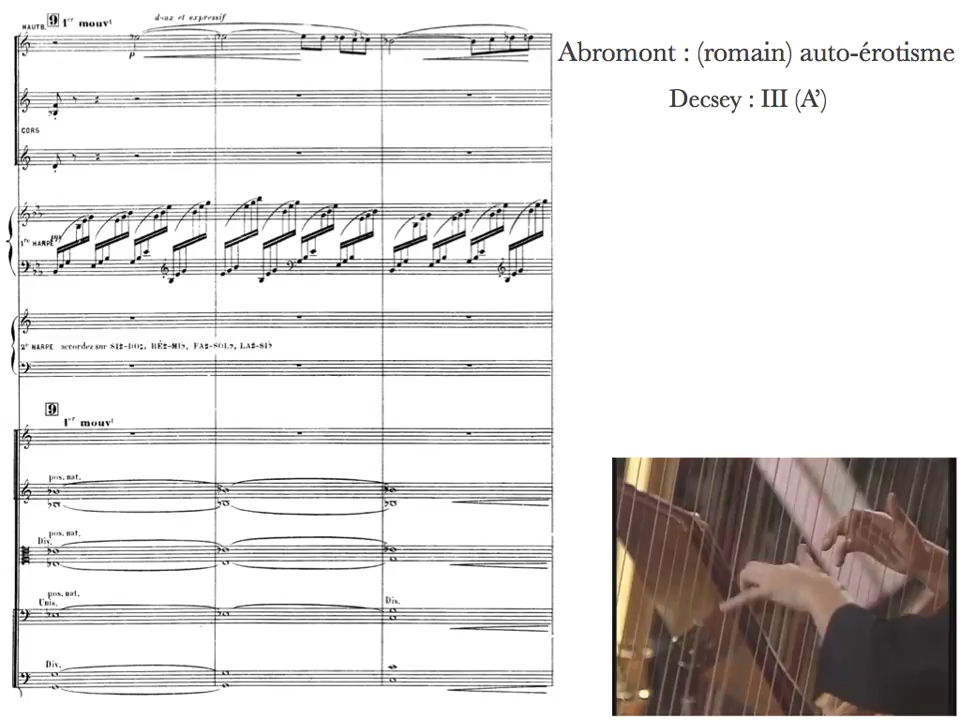 doux et expressif
HAUTB. 9 1er mouvt
p
CORS
1re HARPE
2e HARPE accordez sur SI♮-DO♮, RÉ♮-MI♭, FA♮-SOL♭, LA♮-SI♭
9
1er mouvt
pos. nat.
pos. nat.
Div.
pos. nat.
Unis.
Div.
Div.
Abromont : (romain) auto-érotisme
Decsey : III (A’)